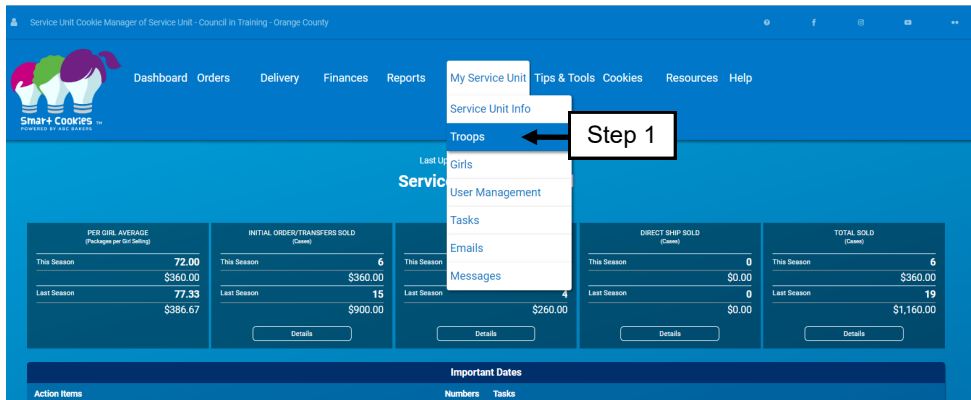 Service Unit Cookie Manager of Service Unit - Council in Training - Orange County
Dashboard Orders Delivery Finances Reports My Service Unit Tips & Tools Cookies Resources Help
Smart Cookies TM
POWERED BY ABC BAKERS
Service Unit Info
Troops
Step 1
Girls
User Management
Tasks
Emails
Messages
Last Up
Servic
PER GIRL AVERAGE
(Packages per Girl Selling)
This Season 72.00
$360.00
Last Season 77.33
$386.67
INITIAL ORDER/TRANSFERS SOLD
(Cases)
This Season 6
$360.00
Last Season 15
$900.00
Details
This Season
Last Season 4
$260.00
Details
DIRECT SHIP SOLD
(Cases)
This Season 0
$0.00
Last Season 0
$0.00
Details
TOTAL SOLD
(Cases)
This Season 6
$360.00
Last Season 19
$1,160.00
Details
Important Dates
Action Items Numbers Tasks